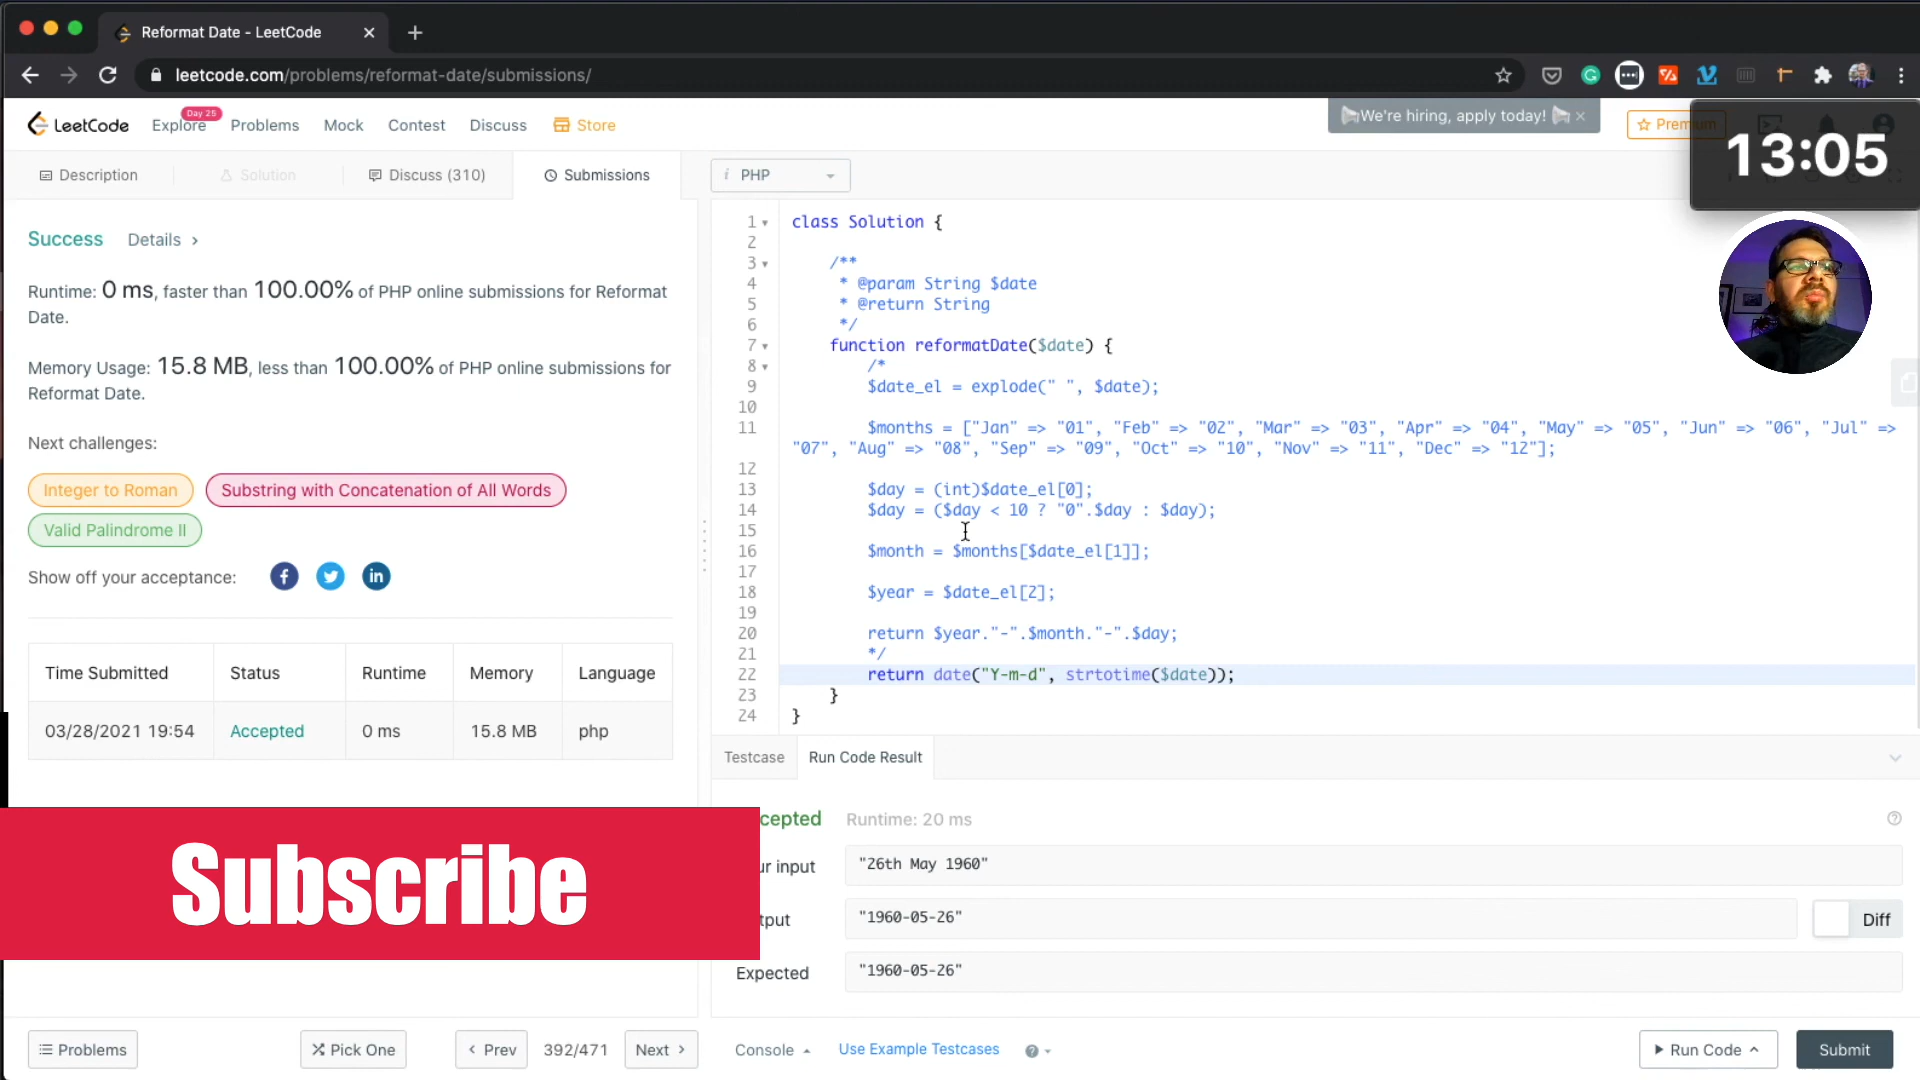 Reformat Date - LeetCode
leetcode.com/problems/reformat-date/submissions/
LeetCode
Explore
Day 25
Problems
Mock
Contest
Discuss
Store
We're hiring, apply today!
Premium
13:05
Description
Solution
Discuss (310)
Submissions
i PHP
Success
Details >
Runtime: 0 ms, faster than 100.00% of PHP online submissions for Reformat
Date.
Memory Usage: 15.8 MB, less than 100.00% of PHP online submissions for
Reformat Date.
Next challenges:
Integer to Roman
Substring with Concatenation of All Words
Valid Palindrome II
Show off your acceptance:
Time Submitted Status Runtime Memory Language
03/28/2021 19:54 Accepted 0 ms 15.8 MB php
1 class Solution {
2
3 /**
4 * @param String $date
5 * @return String
6 */
7 function reformatDate($date) {
8 /*
9 $date_el = explode(" ", $date);
10
11 $months = ["Jan" => "01", "Feb" => "02", "Mar" => "03", "Apr" => "04", "May" => "05", "Jun" => "06", "Jul" =>
"07", "Aug" => "08", "Sep" => "09", "Oct" => "10", "Nov" => "11", "Dec" => "12"];
12
13 $day = (int)$date_el[0];
14 $day = ($day < 10 ? "0".$day : $day);
15
16 $month = $months[$date_el[1]];
17
18 $year = $date_el[2];
19
20 return $year."-".$month."-".$day;
21 */
22 return date("Y-m-d", strtotime($date));
23 }
24 }
Testcase
Run Code Result
cepted
Runtime: 20 ms
ur input
"26th May 1960"
tput
"1960-05-26"
Diff
Expected
"1960-05-26"
Subscribe
Problems
Pick One
< Prev
392/471
Next >
Console
Use Example Testcases
Run Code
Submit